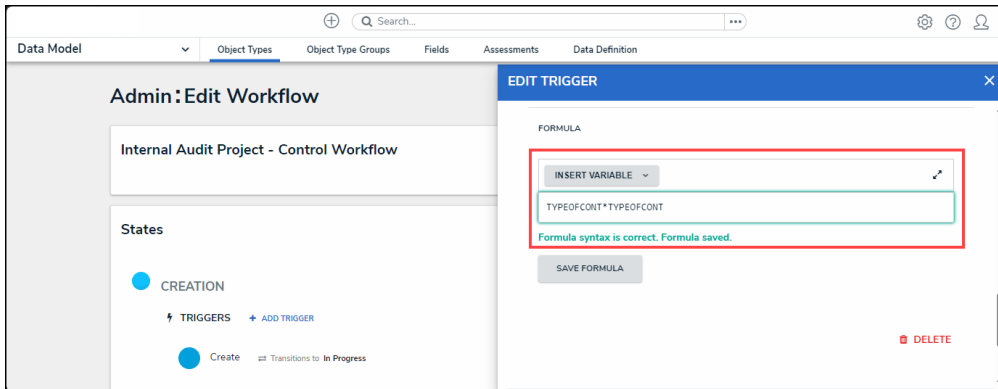 Search...
Data Model
Object Types
Object Type Groups
Fields
Assessments
Data Definition
Admin:Edit Workflow
Internal Audit Project - Control Workflow
States
CREATION
TRIGGERS
+ ADD TRIGGER
Create
Transitions to In Progress
EDIT TRIGGER
FORMULA
INSERT VARIABLE
TYPEOFCONT*TYPEOFCONT
Formula syntax is correct. Formula saved.
SAVE FORMULA
DELETE